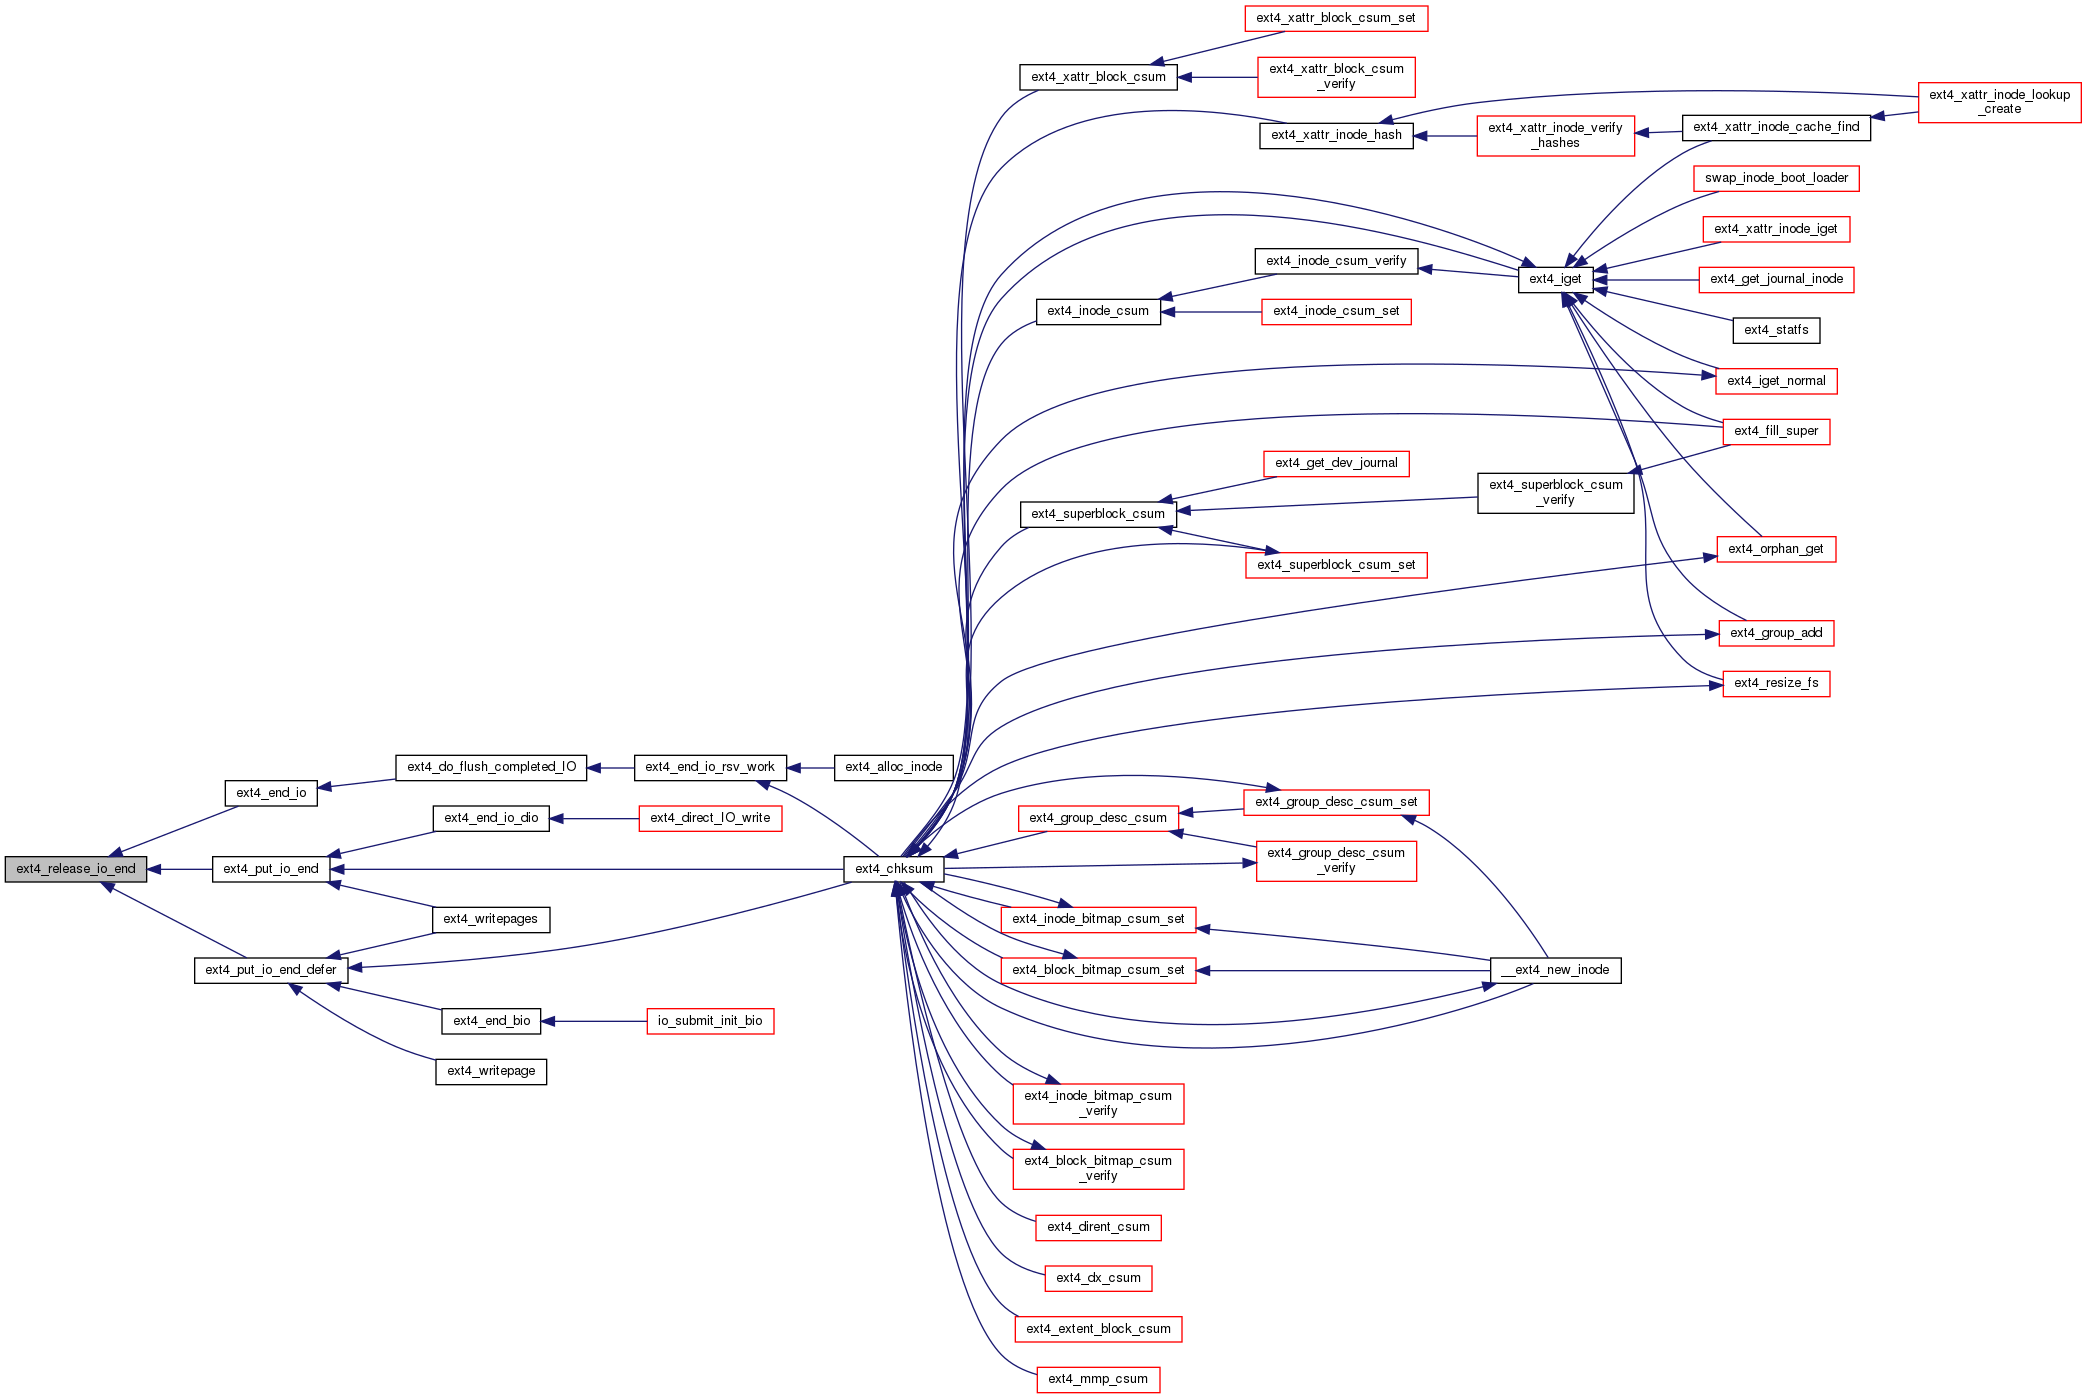 ext4_xattr_block_csum_set
ext4_xattr_block_csum
ext4_xattr_block_csum
_verify
ext4_xattr_inode_lookup
_create
ext4_xattr_inode_hash
ext4_xattr_inode_verify
_hashes
ext4_xattr_inode_cache_find
swap_inode_boot_loader
ext4_xattr_inode_iget
ext4_inode_csum_verify
ext4_iget
ext4_get_journal_inode
ext4_inode_csum
ext4_inode_csum_set
ext4_statfs
ext4_iget_normal
ext4_fill_super
ext4_get_dev_journal
ext4_superblock_csum
_verify
ext4_superblock_csum
ext4_orphan_get
ext4_superblock_csum_set
ext4_group_add
ext4_resize_fs
ext4_do_flush_completed_IO
ext4_end_io_rsv_work
ext4_alloc_inode
ext4_end_io
ext4_group_desc_csum_set
ext4_end_io_dio
ext4_direct_IO_write
ext4_group_desc_csum
ext4_release_io_end
ext4_put_io_end
ext4_chksum
ext4_group_desc_csum
_verify
ext4_writepages
ext4_inode_bitmap_csum_set
ext4_put_io_end_defer
ext4_block_bitmap_csum_set
__ext4_new_inode
ext4_end_bio
io_submit_init_bio
ext4_writepage
ext4_inode_bitmap_csum
_verify
ext4_block_bitmap_csum
_verify
ext4_dirent_csum
ext4_dx_csum
ext4_extent_block_csum
ext4_mmp_csum